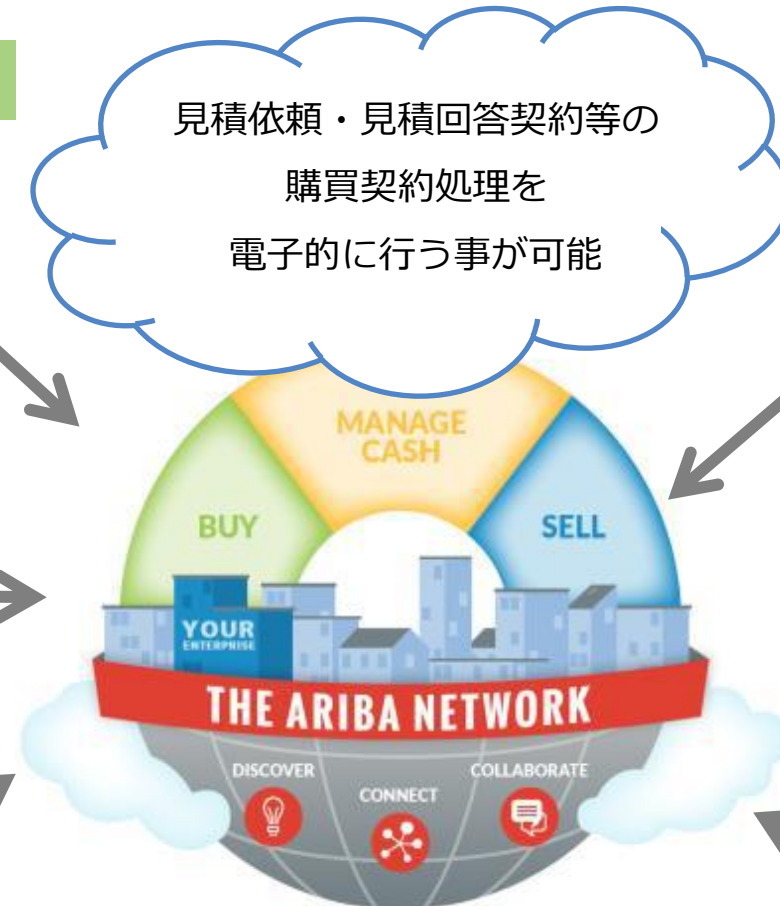 見積依頼・見積回答契約等の
購買契約処理を
電子的に行う事が可能
MANAGE
CASH
BUY
SELL
YOUR
ENTERPRISE
THE ARIBA NETWORK
DISCOVER
CONNECT
COLLABORATE